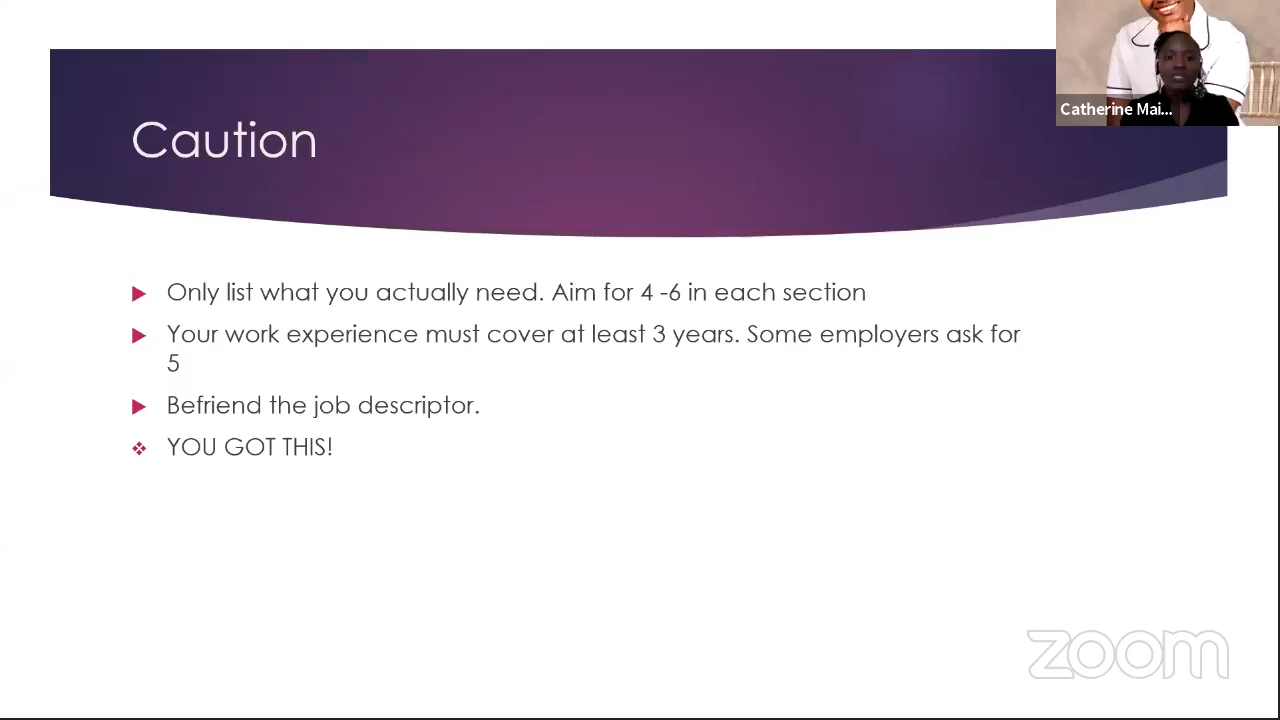 Catherine Mai...
Caution
Only list what you actually need. Aim for 4 -6 in each section
Your work experience must cover at least 3 years. Some employers ask for
5
Befriend the job descriptor.
YOU GOT THIS!
zoom